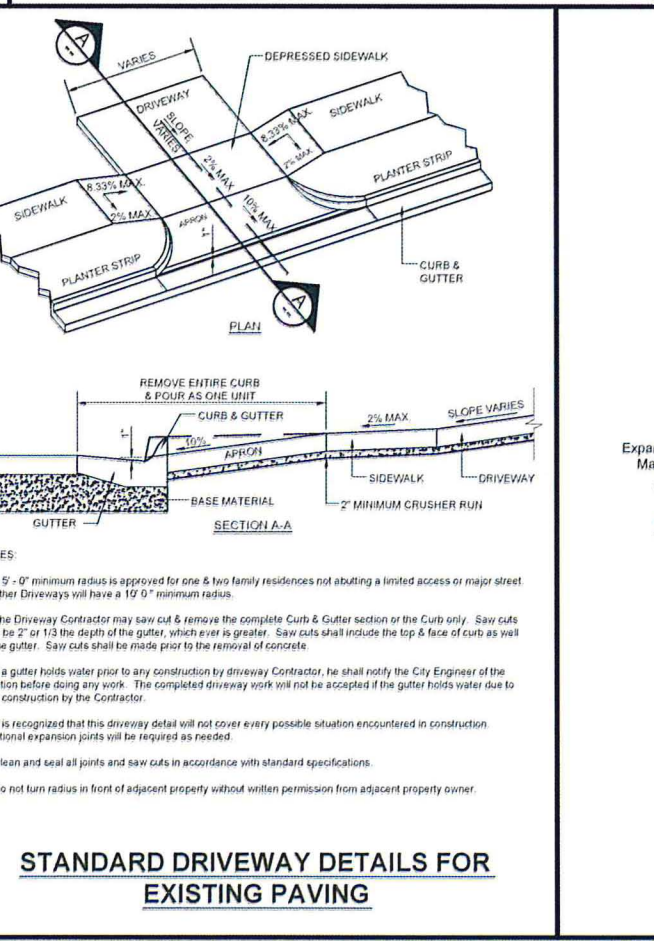 A
VARIES
DEPRESSED SIDEWALK
DRIVEWAY
SLOPE
VARIES
2% MAX
10% MAX
8.33% MAX.
2% MAX
SIDEWALK
PLANTER STRIP
8.33% MAX.
2% MAX
SIDEWALK
PLANTER STRIP
APRON
1"
CURB &
GUTTER
A
PLAN
REMOVE ENTIRE CURB
& POUR AS ONE UNIT
CURB & GUTTER
1"
10%
APRON
2% MAX.
SLOPE VARIES
SIDEWALK
DRIVEWAY
BASE MATERIAL
2" MINIMUM CRUSHER RUN
GUTTER
SECTION A-A
ES:
5' - 0" minimum radius is approved for one & two family residences not abutting a limited access or major street
ther Driveways will have a 10' 0" minimum radius.
he Driveway Contractor may saw cut & remove the complete Curb & Gutter section or the Curb only. Saw cuts
be 2" or 1/3 the depth of the gutter, which ever is greater. Saw cuts shall include the top & face of curb as well
e gutter. Saw cuts shall be made prior to the removal of concrete.
a gutter holds water prior to any construction by driveway Contractor, he shall notify the City Engineer of the
tion before doing any work. The completed driveway work will not be accepted if the gutter holds water due to
construction by the Contractor.
is recognized that this driveway detail will not cover every possible situation encountered in construction.
tional expansion joints will be required as needed.
lean and seal all joints and saw cuts in accordance with standard specifications.
o not turn radius in front of adjacent property without written permission from adjacent property owner.
STANDARD DRIVEWAY DETAILS FOR
EXISTING PAVING
Expan
Ma